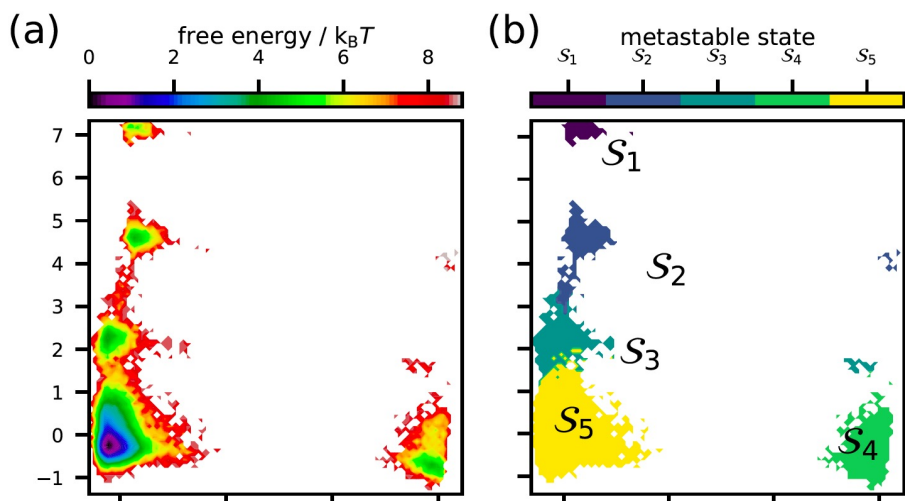 (a)
free energy / k_BT
0 2 4 6 8
7
6
5
4
3
2
1
0
−1
(b)
metastable state
𝒮₁ 𝒮₂ 𝒮₃ 𝒮₄ 𝒮₅
𝒮₁
𝒮₂
𝒮₃
𝒮₅
𝒮₄